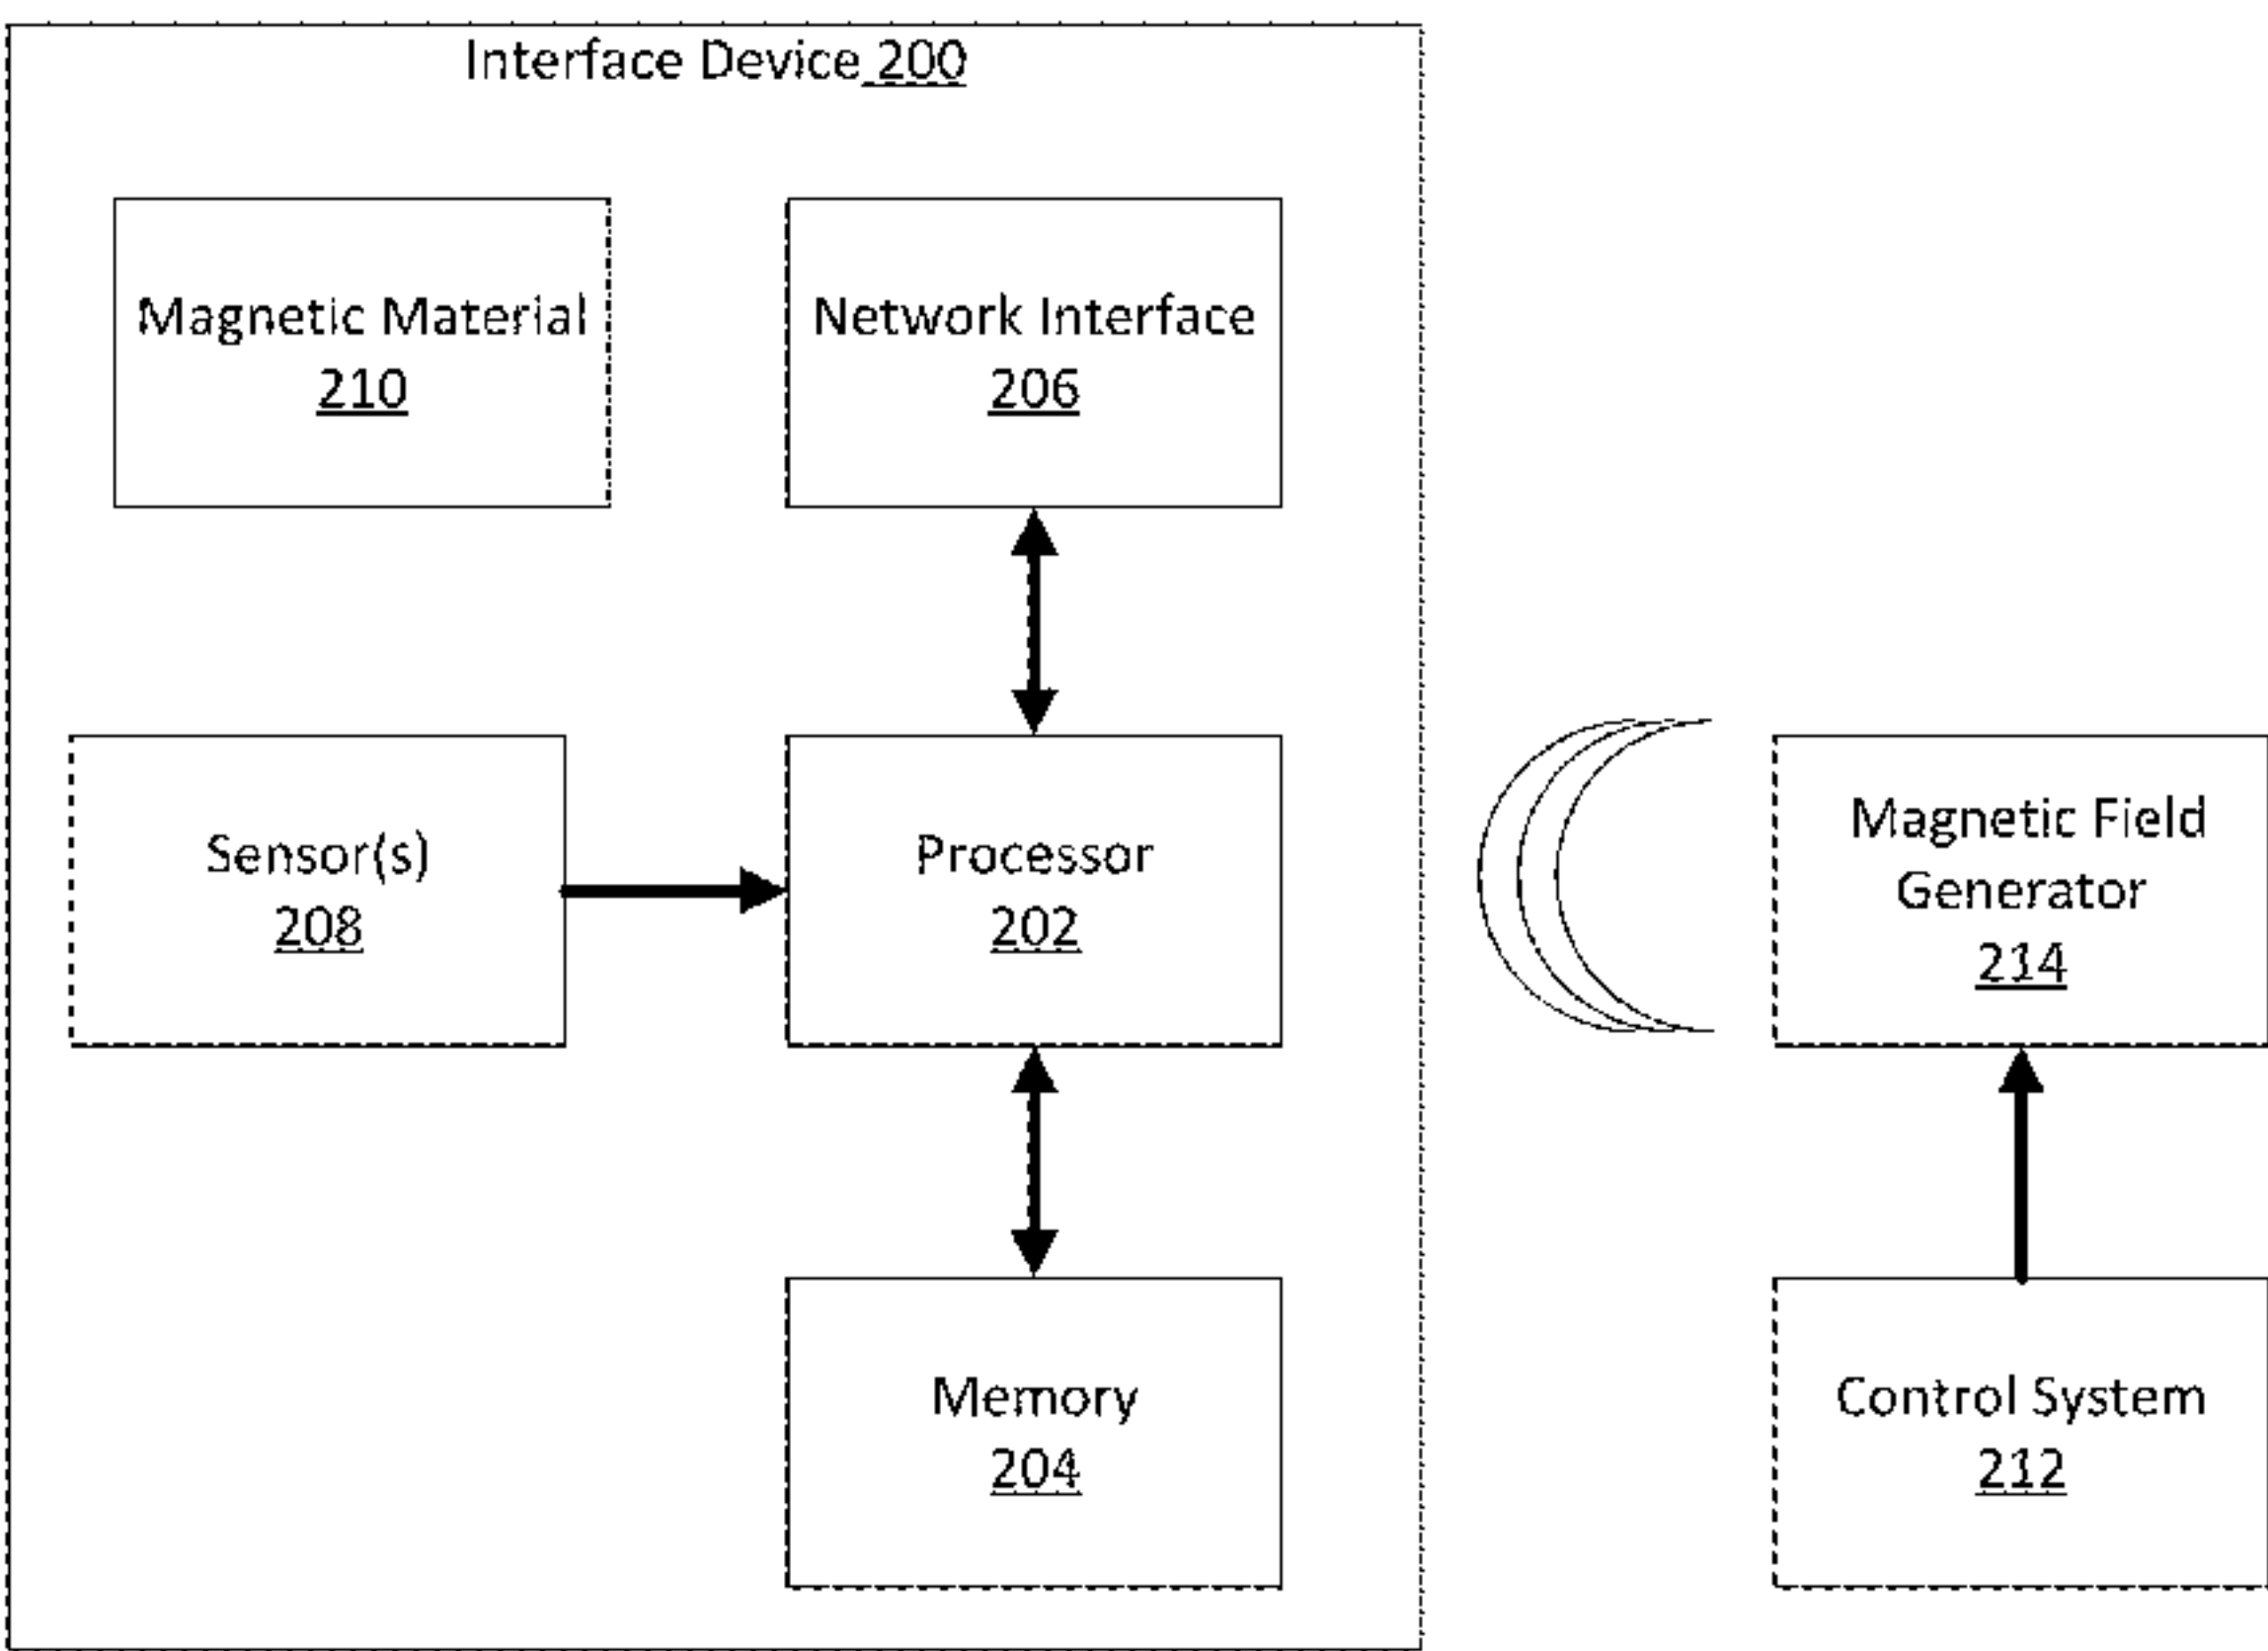 Interface Device 200
Magnetic Material
210
Network Interface
206
Sensor(s)
208
Processor
202
Magnetic Field
Generator
214
Memory
204
Control System
212